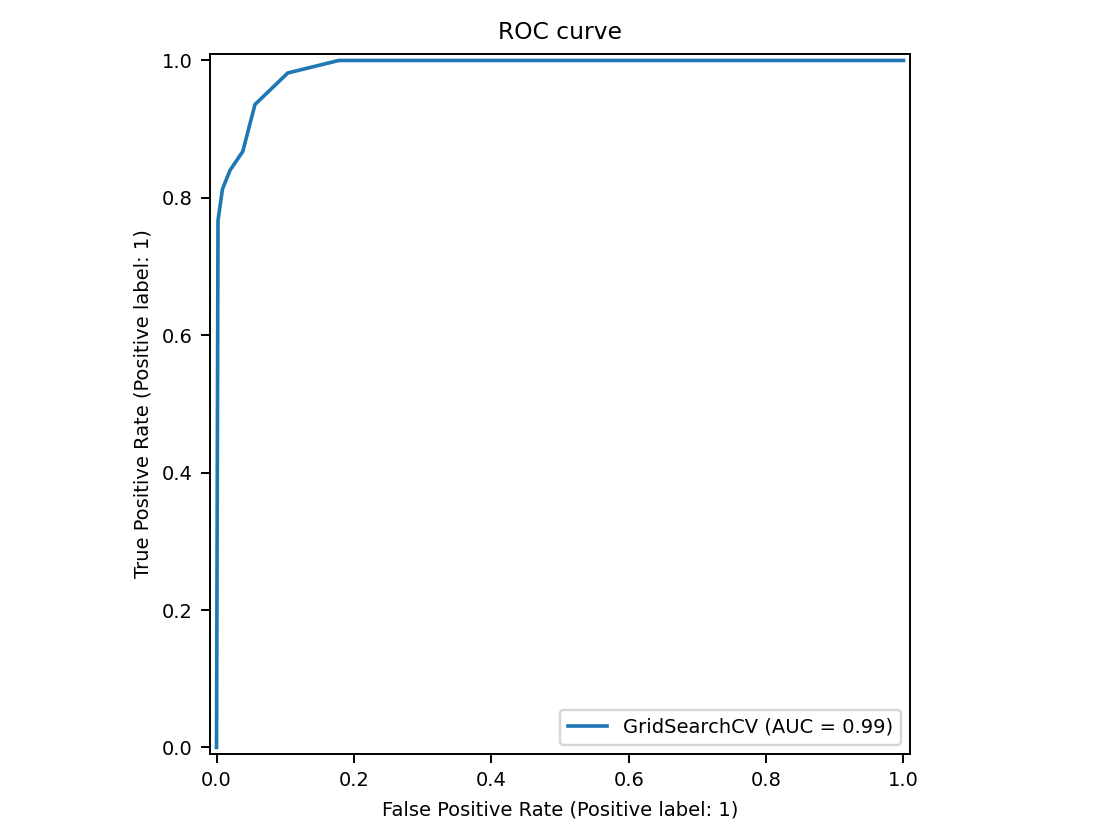 ROC curve
True Positive Rate (Positive label: 1)
1.0
0.8
0.6
0.4
0.2
0.0
GridSearchCV (AUC = 0.99)
0.0 0.2 0.4 0.6 0.8 1.0
False Positive Rate (Positive label: 1)